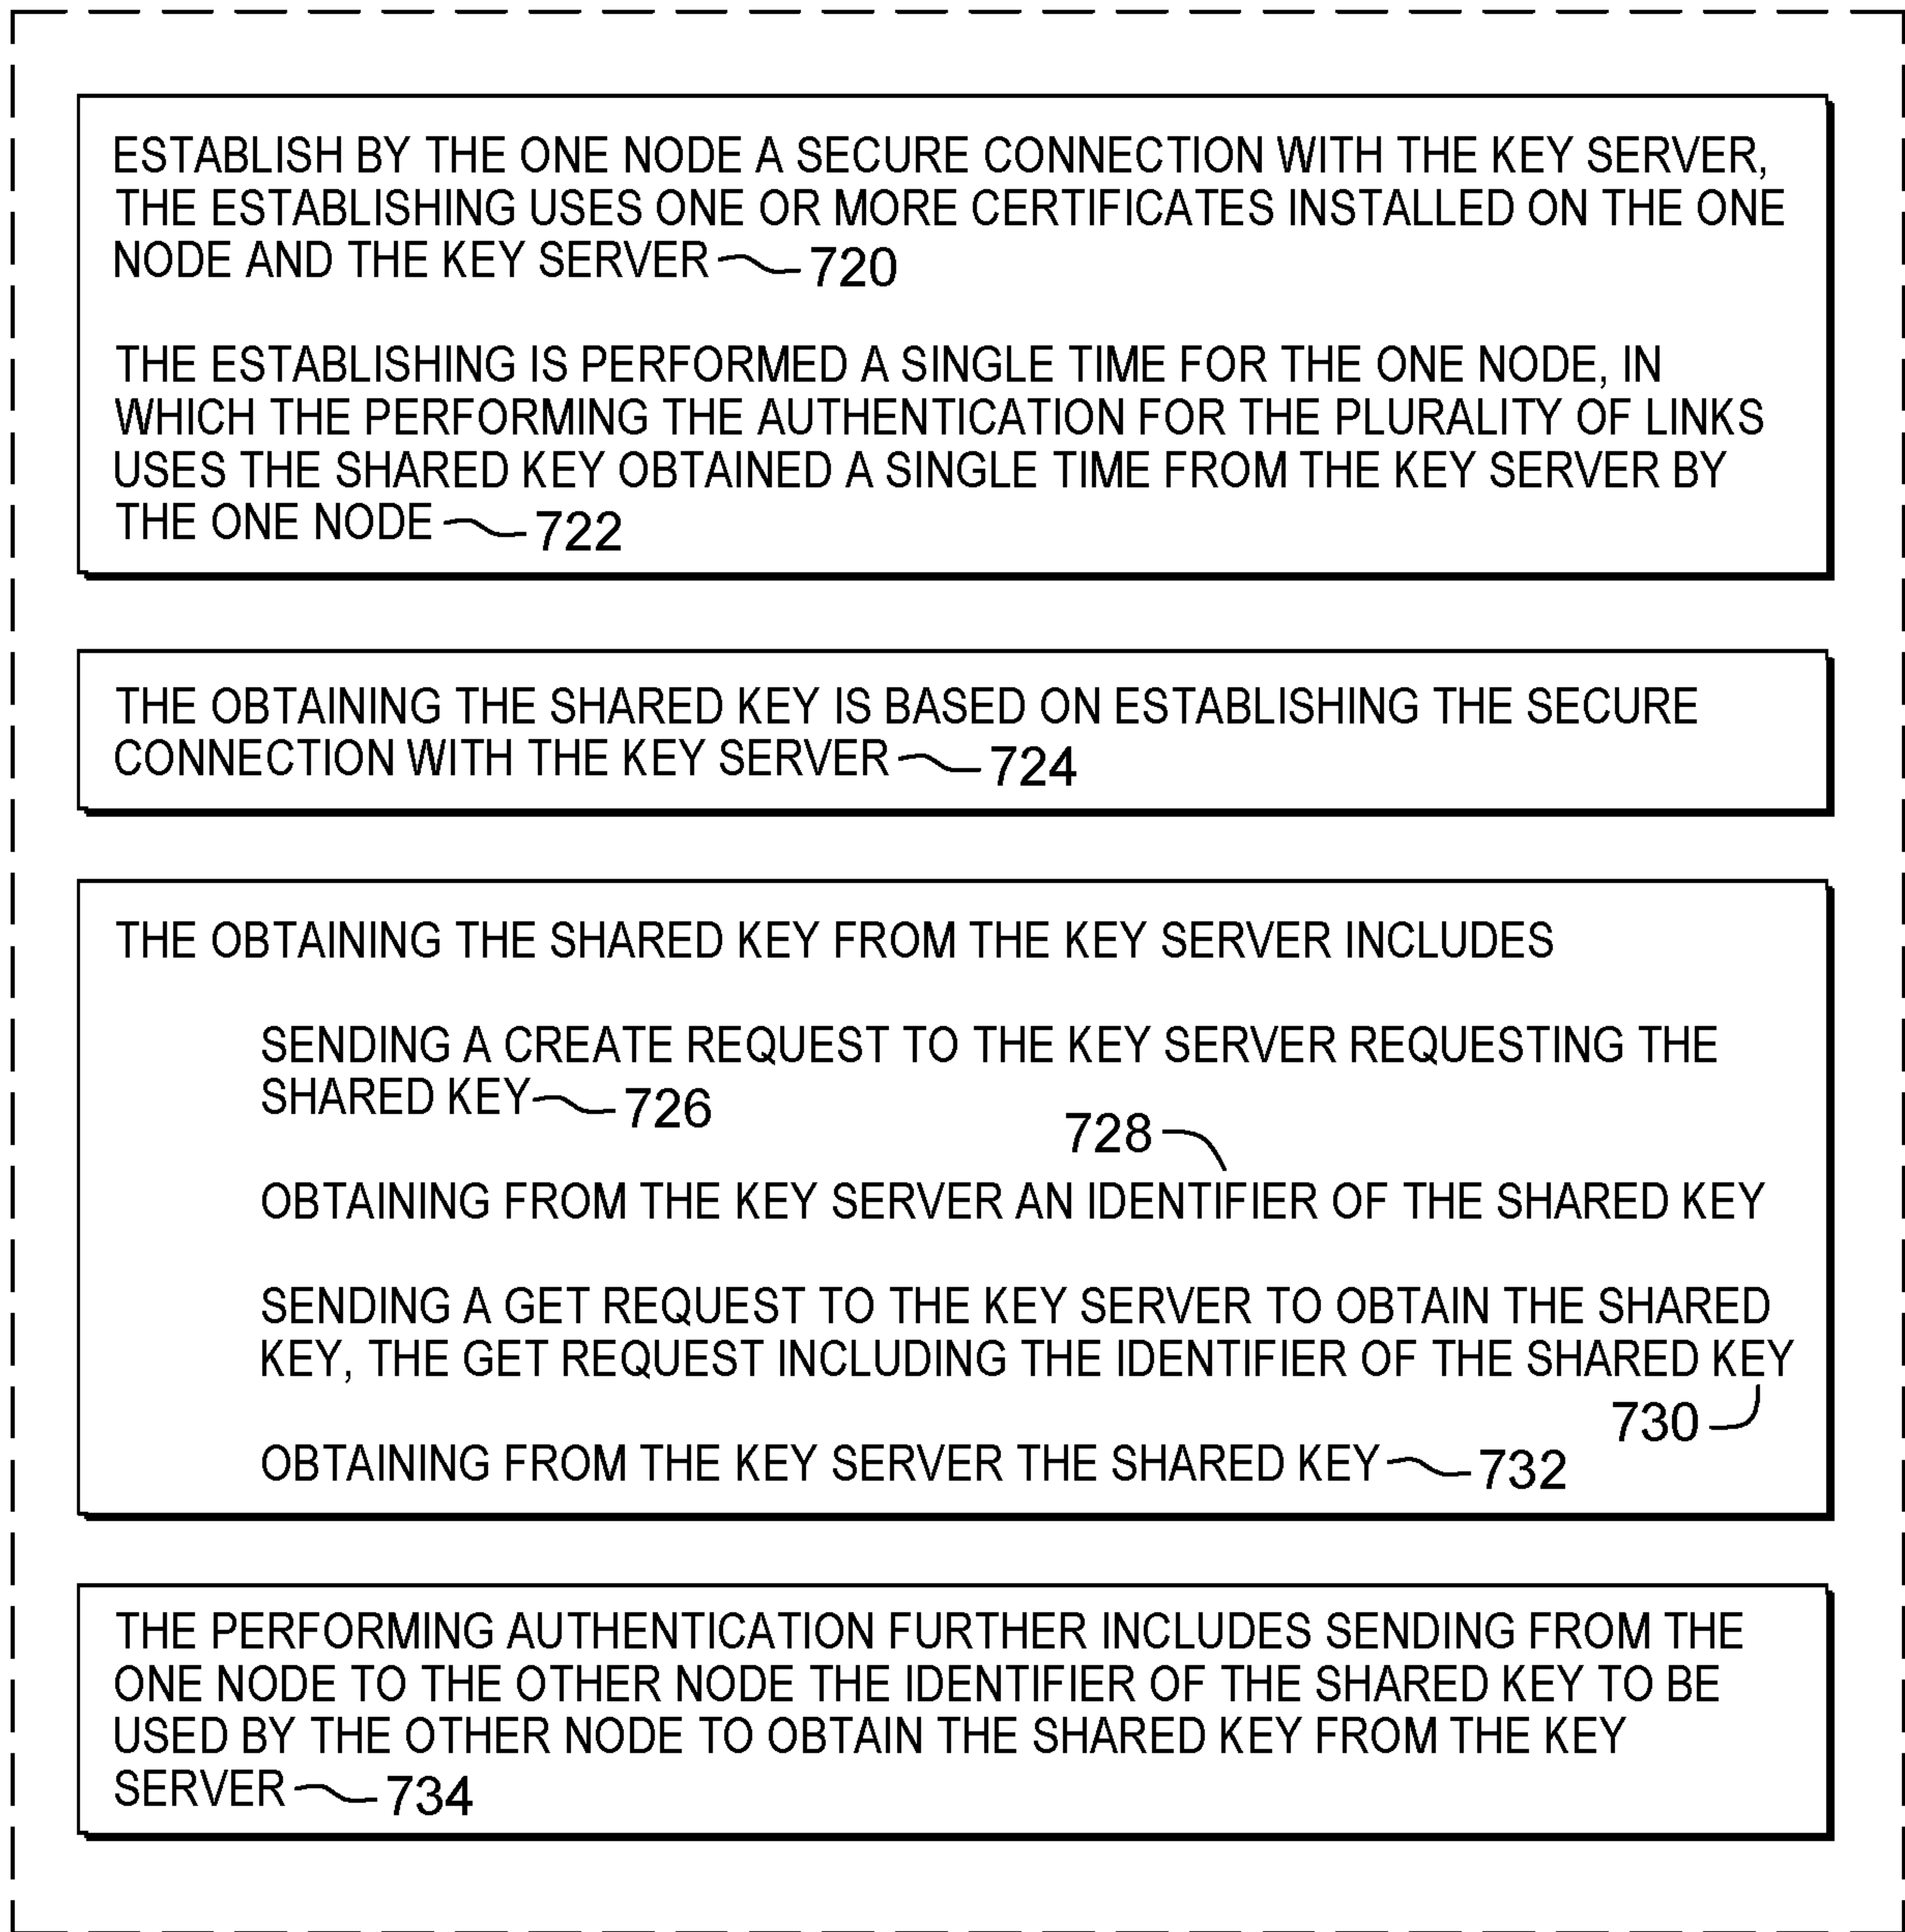 ESTABLISH BY THE ONE NODE A SECURE CONNECTION WITH THE KEY SERVER,
THE ESTABLISHING USES ONE OR MORE CERTIFICATES INSTALLED ON THE ONE
NODE AND THE KEY SERVER 720
THE ESTABLISHING IS PERFORMED A SINGLE TIME FOR THE ONE NODE, IN
WHICH THE PERFORMING THE AUTHENTICATION FOR THE PLURALITY OF LINKS
USES THE SHARED KEY OBTAINED A SINGLE TIME FROM THE KEY SERVER BY
THE ONE NODE 722
THE OBTAINING THE SHARED KEY IS BASED ON ESTABLISHING THE SECURE
CONNECTION WITH THE KEY SERVER 724
THE OBTAINING THE SHARED KEY FROM THE KEY SERVER INCLUDES
SENDING A CREATE REQUEST TO THE KEY SERVER REQUESTING THE
SHARED KEY 726
728
OBTAINING FROM THE KEY SERVER AN IDENTIFIER OF THE SHARED KEY
SENDING A GET REQUEST TO THE KEY SERVER TO OBTAIN THE SHARED
KEY, THE GET REQUEST INCLUDING THE IDENTIFIER OF THE SHARED KEY
730
OBTAINING FROM THE KEY SERVER THE SHARED KEY 732
THE PERFORMING AUTHENTICATION FURTHER INCLUDES SENDING FROM THE
ONE NODE TO THE OTHER NODE THE IDENTIFIER OF THE SHARED KEY TO BE
USED BY THE OTHER NODE TO OBTAIN THE SHARED KEY FROM THE KEY
SERVER 734